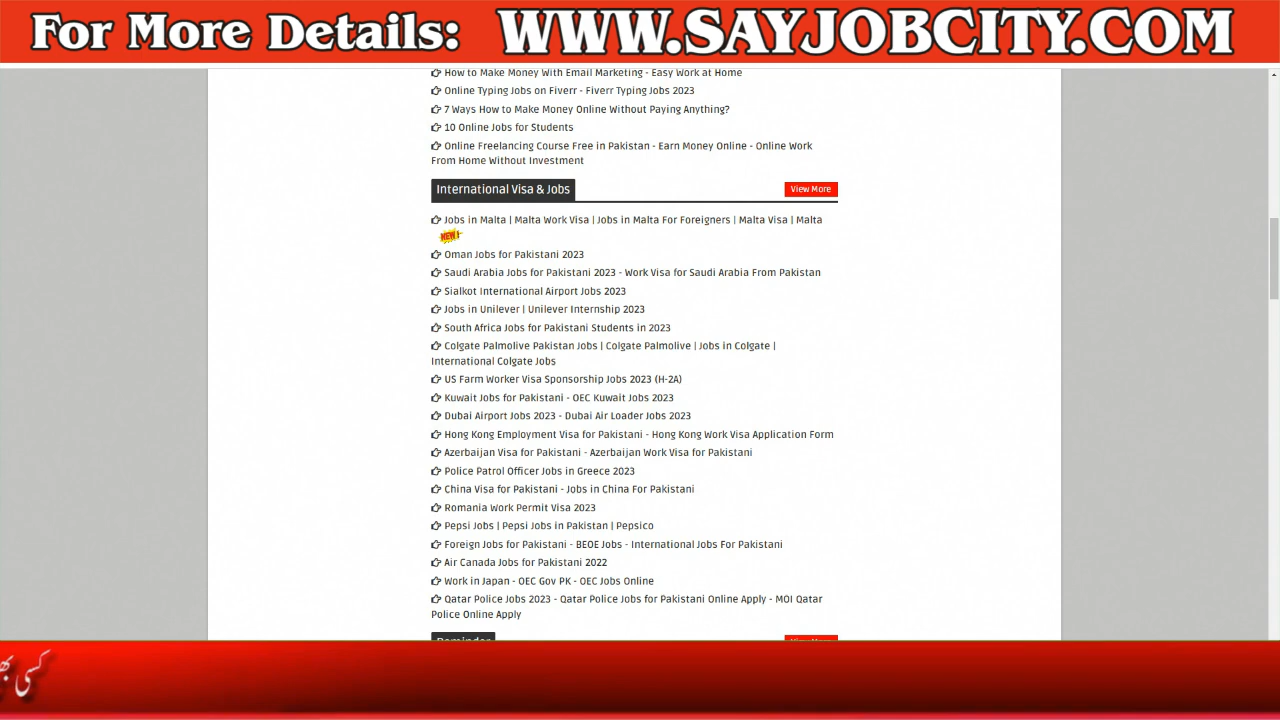 For More Details: WWW.SAYJOBCITY.COM
How to Make Money With Email Marketing - Easy Work at Home
Online Typing Jobs on Fiverr - Fiverr Typing Jobs 2023
7 Ways How to Make Money Online Without Paying Anything?
10 Online Jobs for Students
Online Freelancing Course Free in Pakistan - Earn Money Online - Online Work
From Home Without Investment
International Visa & Jobs View More
Jobs in Malta | Malta Work Visa | Jobs in Malta For Foreigners | Malta Visa | Malta
NEW!
Oman Jobs for Pakistani 2023
Saudi Arabia Jobs for Pakistani 2023 - Work Visa for Saudi Arabia From Pakistan
Sialkot International Airport Jobs 2023
Jobs in Unilever | Unilever Internship 2023
South Africa Jobs for Pakistani Students in 2023
Colgate Palmolive Pakistan Jobs | Colgate Palmolive | Jobs in Colgate |
International Colgate Jobs
US Farm Worker Visa Sponsorship Jobs 2023 (H-2A)
Kuwait Jobs for Pakistani - OEC Kuwait Jobs 2023
Dubai Airport Jobs 2023 - Dubai Air Loader Jobs 2023
Hong Kong Employment Visa for Pakistani - Hong Kong Work Visa Application Form
Azerbaijan Visa for Pakistani - Azerbaijan Work Visa for Pakistani
Police Patrol Officer Jobs in Greece 2023
China Visa for Pakistani - Jobs in China For Pakistani
Romania Work Permit Visa 2023
Pepsi Jobs | Pepsi Jobs in Pakistan | Pepsico
Foreign Jobs for Pakistani - BEOE Jobs - International Jobs For Pakistani
Air Canada Jobs for Pakistani 2022
Work in Japan - OEC Gov PK - OEC Jobs Online
Qatar Police Jobs 2023 - Qatar Police Jobs for Pakistani Online Apply - MOI Qatar
Police Online Apply
Reminder View More
کسی